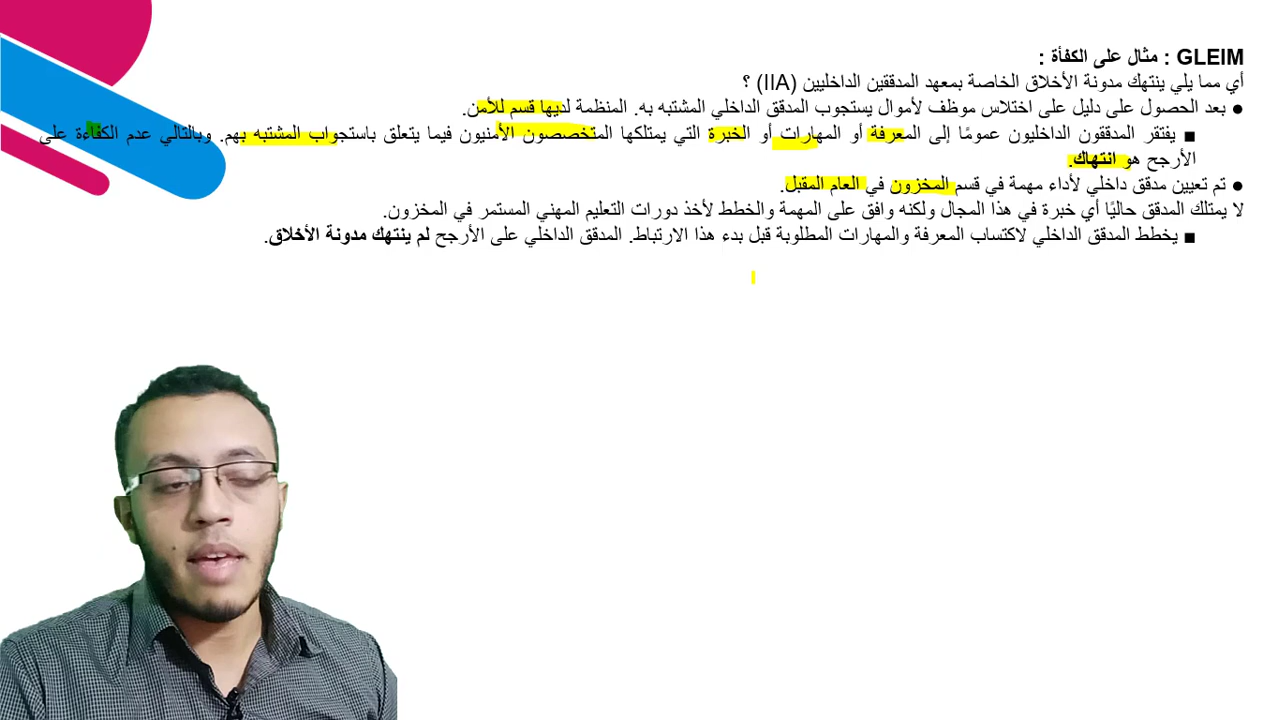 GLEIM : مثال على الكفأة :
أي مما يلي ينتهك مدونة الأخلاق الخاصة بمعهد المدققين الداخليين (IIA) ؟
● بعد الحصول على دليل على اختلاس موظف لأموال يستجوب المدقق الداخلي المشتبه به. المنظمة لديها قسم للأمن.
■ يفتقر المدققون الداخليون عمومًا إلى المعرفة أو المهارات أو الخبرة التي يمتلكها المتخصصون الأمنيون فيما يتعلق باستجواب المشتبه بهم. وبالتالي عدم الكفاءة على
الأرجح هو انتهاك.
● تم تعيين مدقق داخلي لأداء مهمة في قسم المخزون في العام المقبل.
لا يمتلك المدقق حاليًا أي خبرة في هذا المجال ولكنه وافق على المهمة والخطط لأخذ دورات التعليم المهني المستمر في المخزون.
■ يخطط المدقق الداخلي لاكتساب المعرفة والمهارات المطلوبة قبل بدء هذا الارتباط. المدقق الداخلي على الأرجح لم ينتهك مدونة الأخلاق.